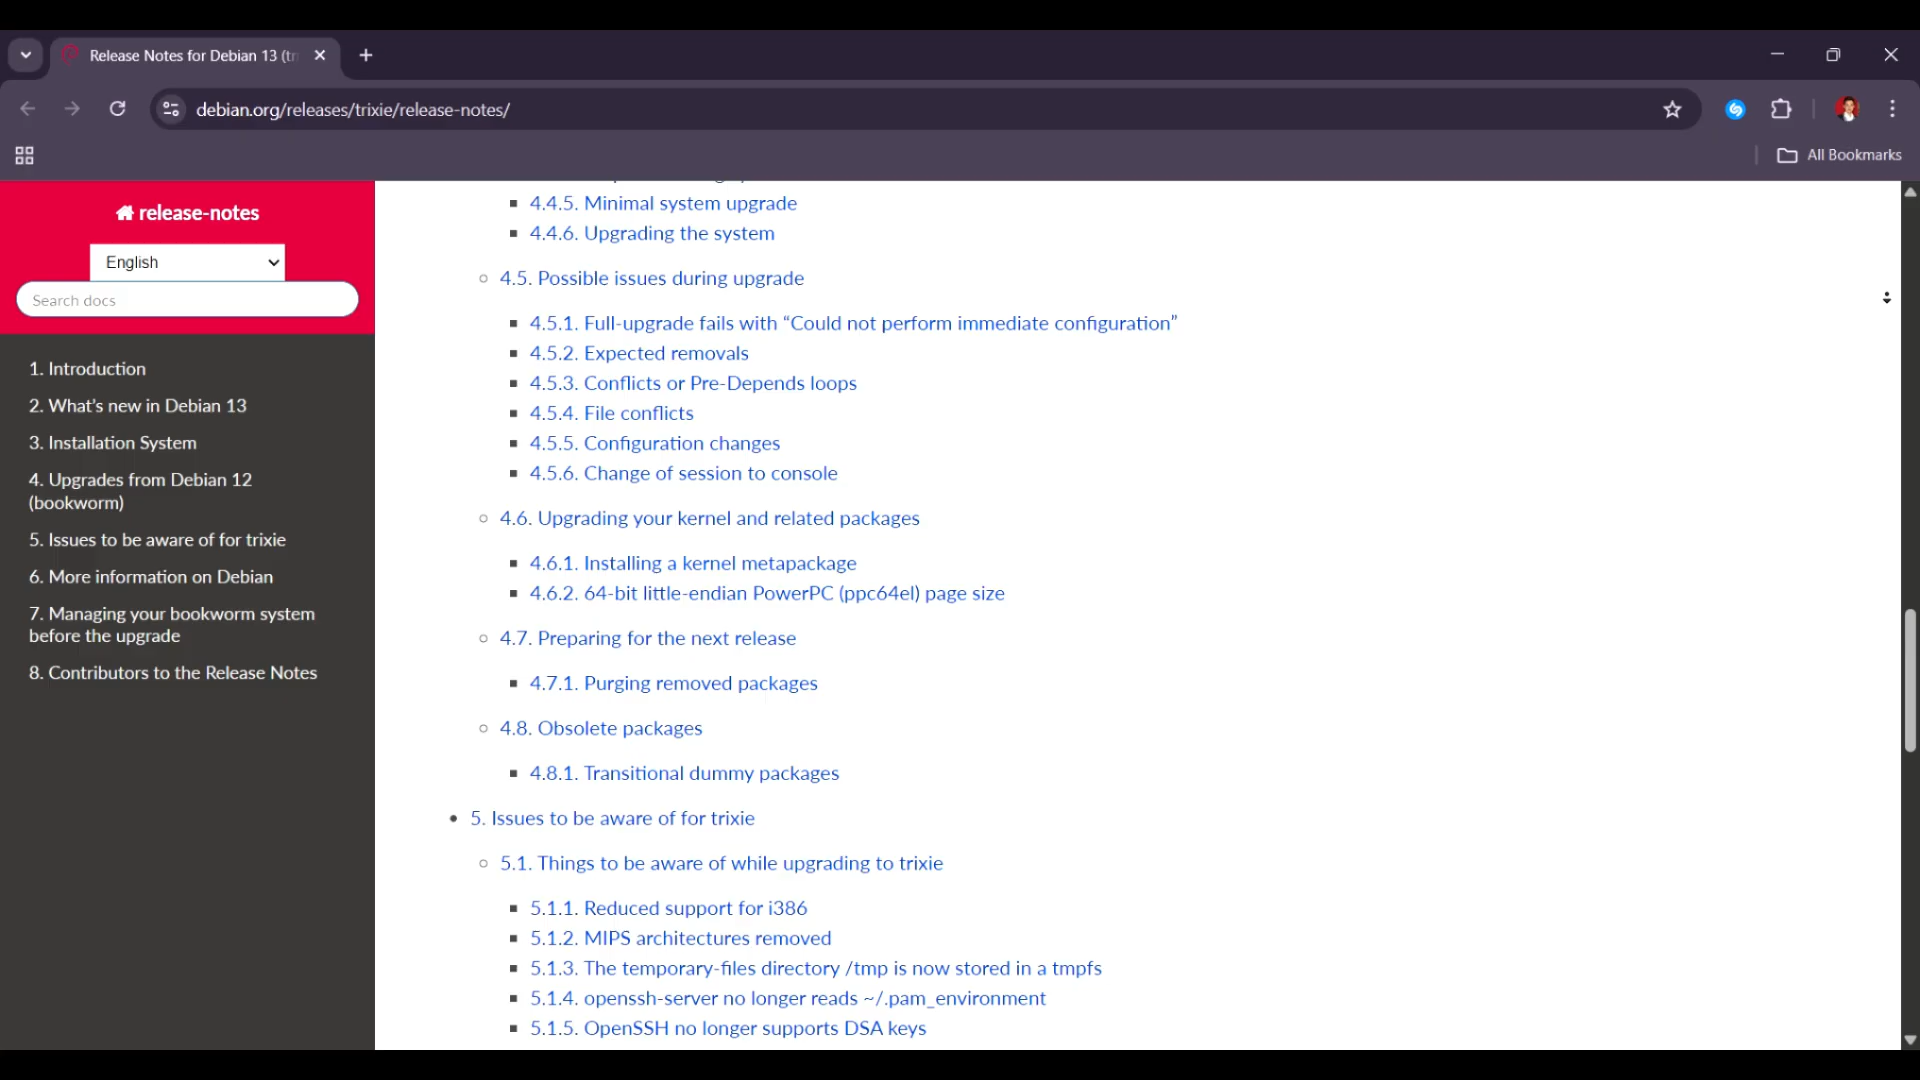 Release Notes for Debian 13 (tr
debian.org/releases/trixie/release-notes/
All Bookmarks
release-notes
English
Search docs
1. Introduction
2. What's new in Debian 13
3. Installation System
4. Upgrades from Debian 12
(bookworm)
5. Issues to be aware of for trixie
6. More information on Debian
7. Managing your bookworm system
before the upgrade
8. Contributors to the Release Notes
4.4.5. Minimal system upgrade
4.4.6. Upgrading the system
4.5. Possible issues during upgrade
4.5.1. Full-upgrade fails with “Could not perform immediate configuration”
4.5.2. Expected removals
4.5.3. Conflicts or Pre-Depends loops
4.5.4. File conflicts
4.5.5. Configuration changes
4.5.6. Change of session to console
4.6. Upgrading your kernel and related packages
4.6.1. Installing a kernel metapackage
4.6.2. 64-bit little-endian PowerPC (ppc64el) page size
4.7. Preparing for the next release
4.7.1. Purging removed packages
4.8. Obsolete packages
4.8.1. Transitional dummy packages
5. Issues to be aware of for trixie
5.1. Things to be aware of while upgrading to trixie
5.1.1. Reduced support for i386
5.1.2. MIPS architectures removed
5.1.3. The temporary-files directory /tmp is now stored in a tmpfs
5.1.4. openssh-server no longer reads ~/.pam_environment
5.1.5. OpenSSH no longer supports DSA keys